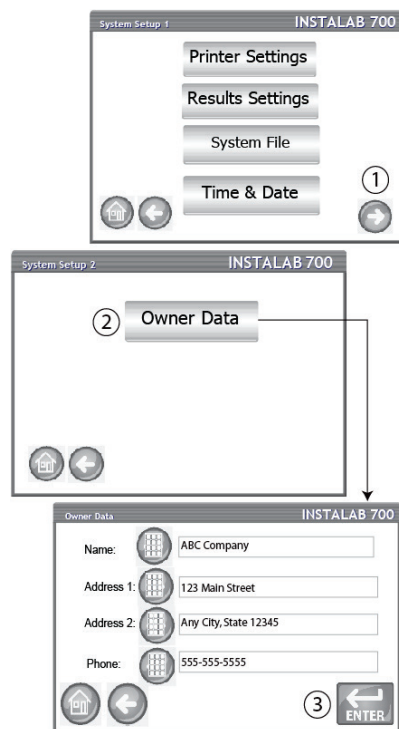 System Setup 1 INSTALAB 700
Printer Settings
Results Settings
System File
Time & Date
1
System Setup 2 INSTALAB 700
2 Owner Data
Owner Data INSTALAB 700
Name: ABC Company
Address 1: 123 Main Street
Address 2: Any City, State 12345
Phone: 555-555-5555
3 ENTER